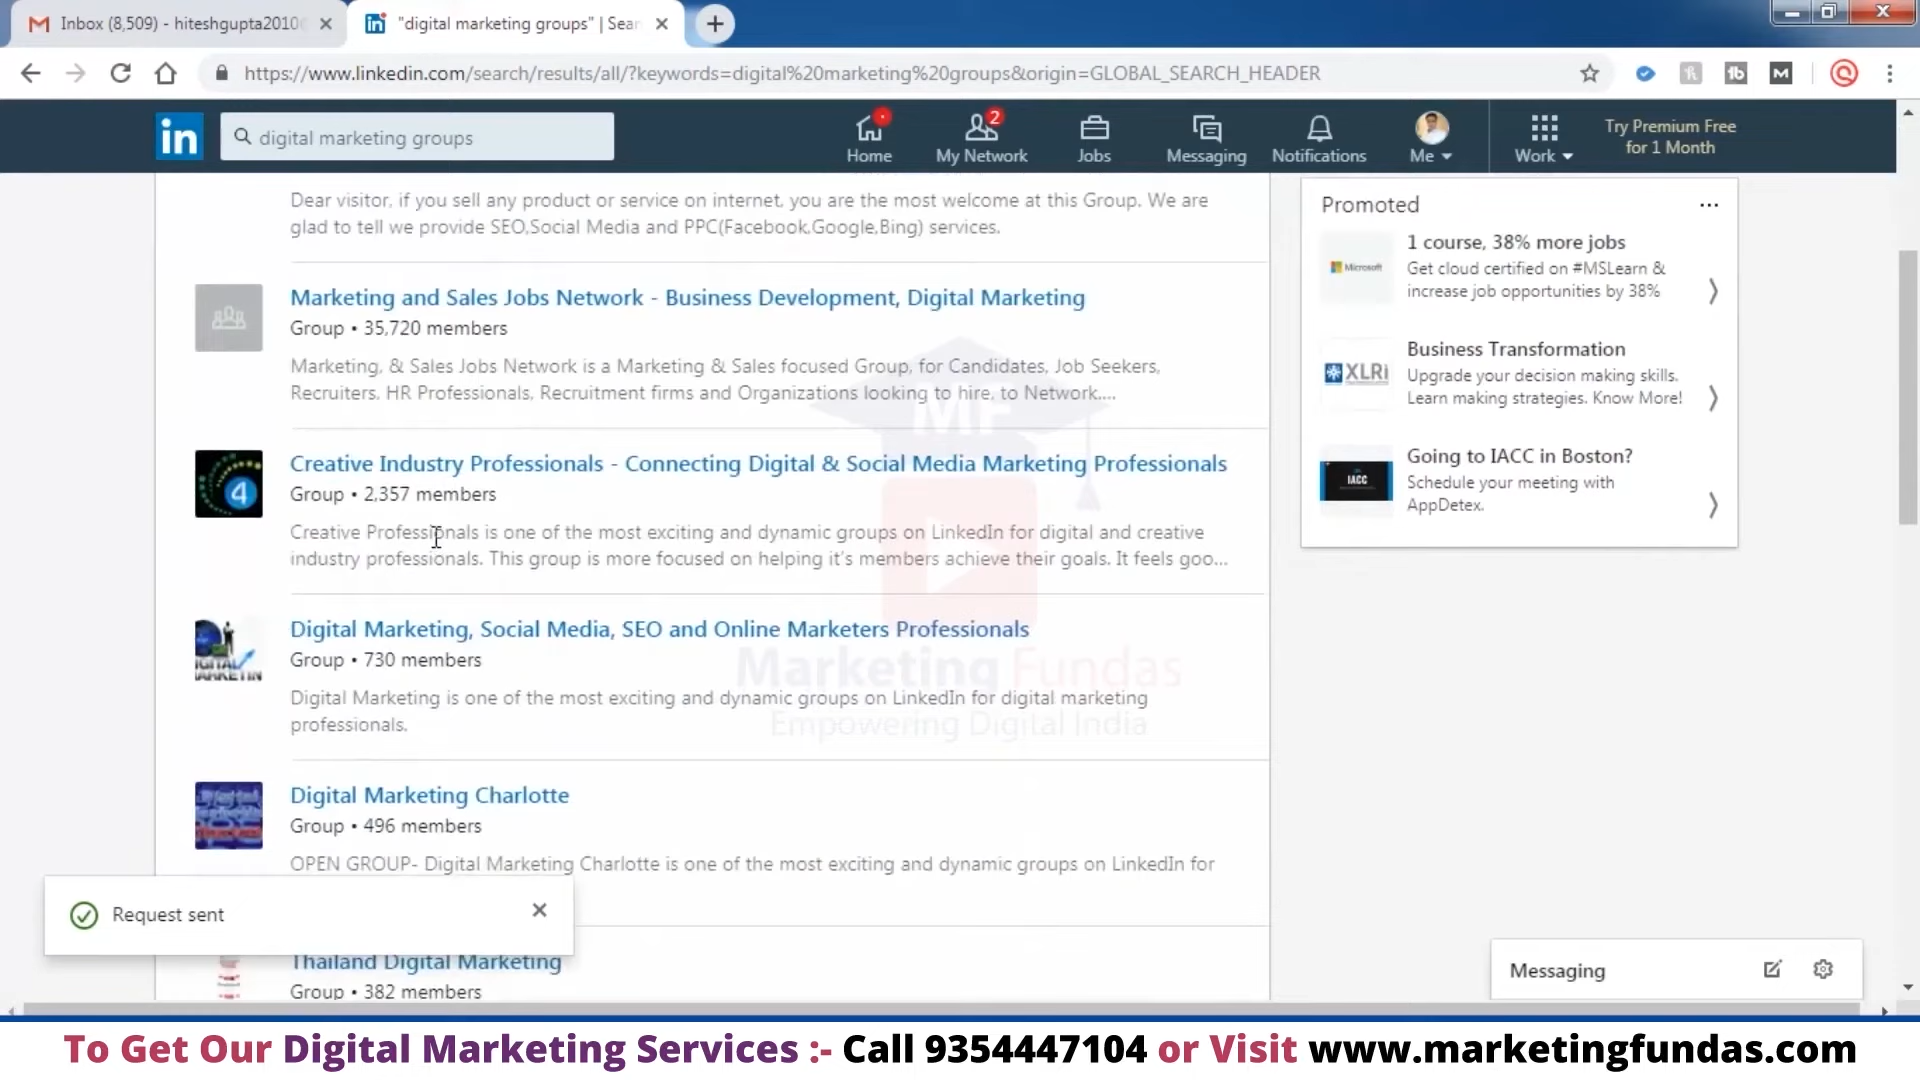 Inbox (8,509) - hiteshgupta2010
"digital marketing groups" | Sear
https://www.linkedin.com/search/results/all/?keywords=digital%20marketing%20groups&origin=GLOBAL_SEARCH_HEADER
in
digital marketing groups
Home
2
My Network
Jobs
Messaging
Notifications
Me
Work
Try Premium Free
for 1 Month
Dear visitor, if you sell any product or service on internet, you are the most welcome at this Group. We are
glad to tell we provide SEO,Social Media and PPC(Facebook,Google,Bing) services.
Marketing and Sales Jobs Network - Business Development, Digital Marketing
Group • 35,720 members
Marketing, & Sales Jobs Network is a Marketing & Sales focused Group, for Candidates, Job Seekers,
Recruiters, HR Professionals, Recruitment firms and Organizations looking to hire, to Network....
4
Creative Industry Professionals - Connecting Digital & Social Media Marketing Professionals
Group • 2,357 members
Creative Professionals is one of the most exciting and dynamic groups on LinkedIn for digital and creative
industry professionals. This group is more focused on helping it's members achieve their goals. It feels goo...
Digital Marketing, Social Media, SEO and Online Marketers Professionals
Group • 730 members
Digital Marketing is one of the most exciting and dynamic groups on LinkedIn for digital marketing
professionals.
Digital Marketing Charlotte
Group • 496 members
OPEN GROUP- Digital Marketing Charlotte is one of the most exciting and dynamic groups on LinkedIn for
Request sent
Thailand Digital Marketing
Group • 382 members
MF
Marketing Fundas
Empowering Digital India
Promoted
Microsoft
1 course, 38% more jobs
Get cloud certified on #MSLearn &
increase job opportunities by 38%
XLRi
Business Transformation
Upgrade your decision making skills.
Learn making strategies. Know More!
IACC
Going to IACC in Boston?
Schedule your meeting with
AppDetex.
Messaging
To Get Our Digital Marketing Services :- Call 9354447104 or Visit www.marketingfundas.com